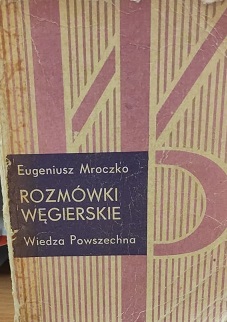 Eugeniusz Mroczko
ROZMÓWKI
WĘGIERSKIE
Wiedza Powszechna